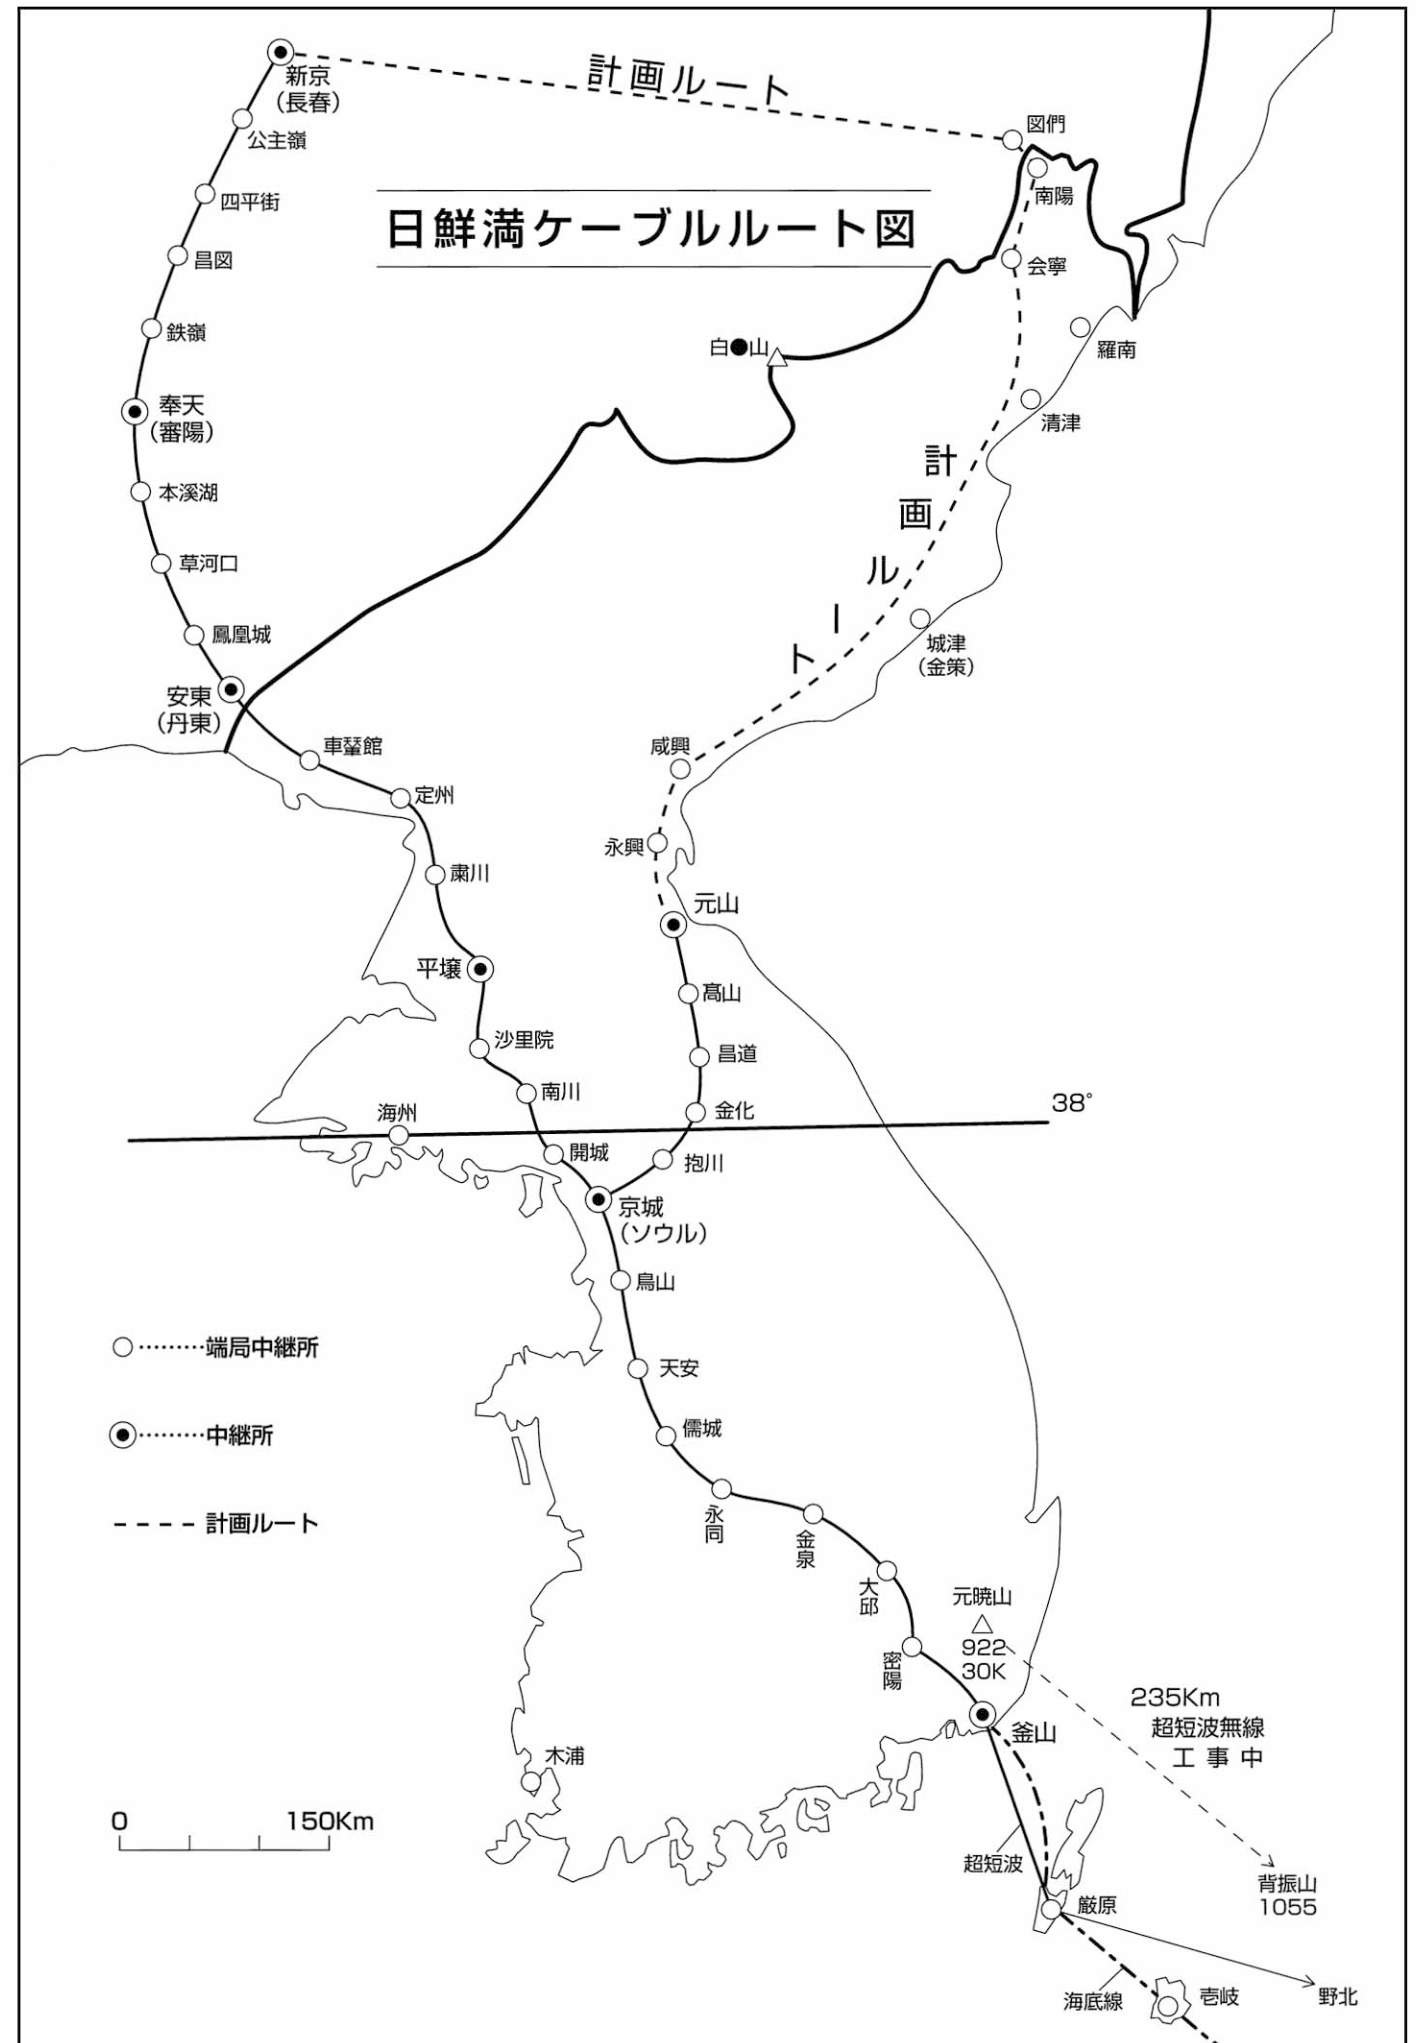 計画ルート
新京
(長春)
公主嶺
四平街
昌図
鉄嶺
奉天
(審陽)
本溪湖
草河口
鳳凰城
安東
(丹東)
日鮮満ケーブルルート図
図們
南陽
会寧
羅南
清津
白●山
計画ルート
城津
(金策)
咸興
永興
元山
髙山
昌道
金化
抱川
車輦館
定州
粛川
平壌
沙里院
南川
海州
38°
開城
京城
(ソウル)
鳥山
天安
儒城
永同
金泉
大邱
密陽
元暁山
922
30K
釜山
235Km
超短波無線
工事中
木浦
超短波
背振山
1055
厳原
海底線
壱岐
野北
端局中継所
中継所
計画ルート
0 150Km